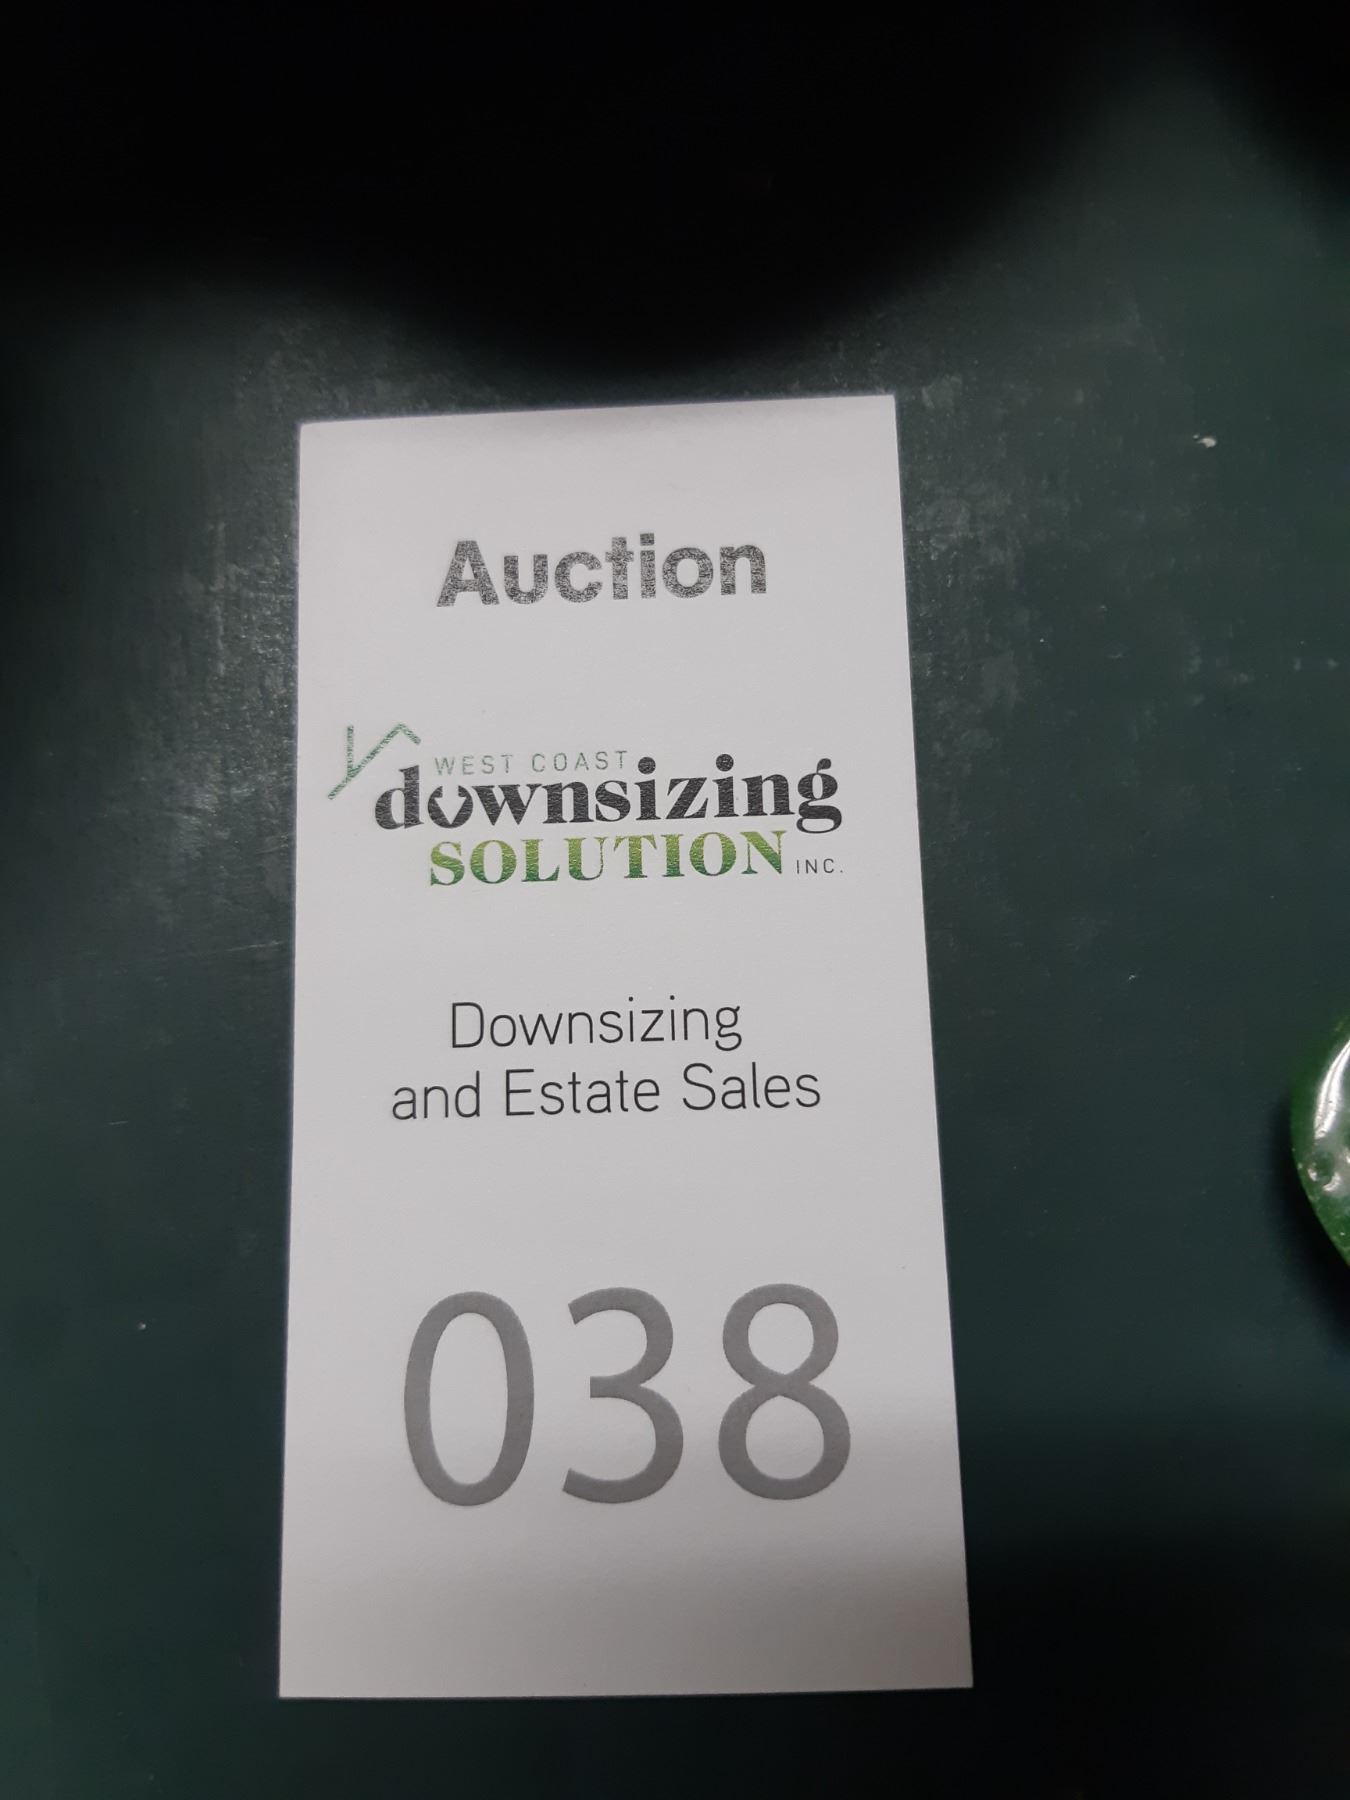 Auction
WEST COAST
downsizing
SOLUTION INC.
Downsizing
and Estate Sales
038